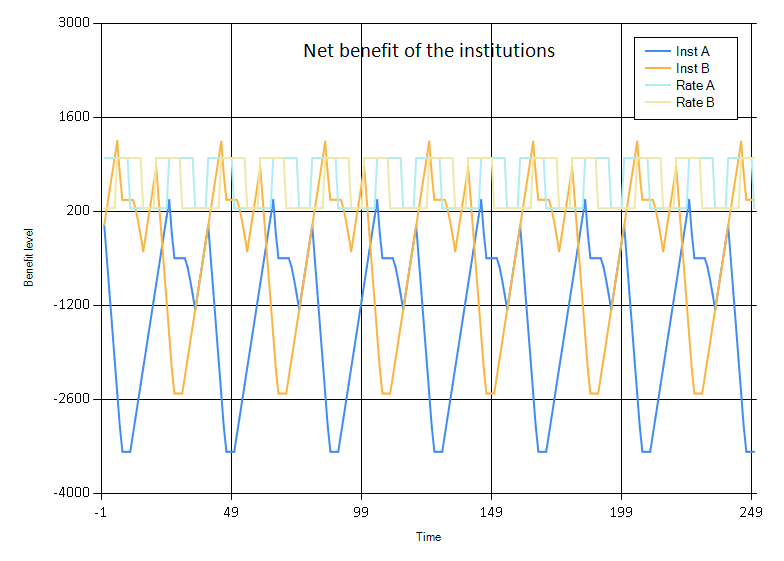 3000
Net benefit of the institutions
Inst A
Inst B
Rate A
Rate B
1600
200
Benefit level
-1200
-2600
-4000
-1 49 99 149 199 249
Time